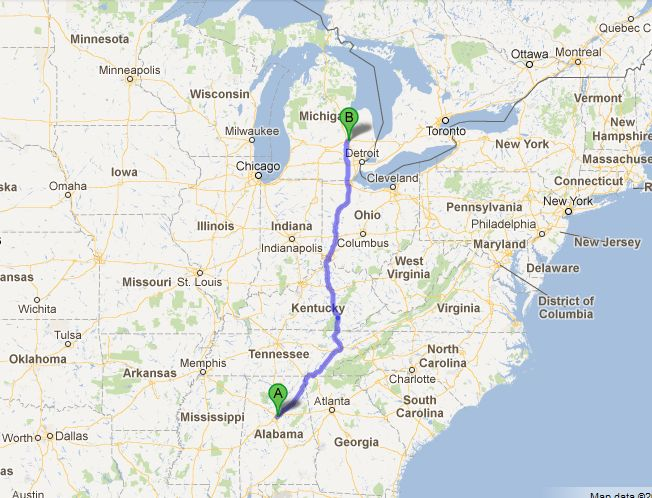 Quebec C
Minnesota
Ottawa
Montreal
Minneapolis
Vermont
Wisconsin
Michiga
B
New
Hampshire
Milwaukee
Toronto
Detroit
New York
Massachuse
Chicago
Cleveland
Connecticut
Iowa
Omaha
ska
R
Pennsylvania
New York
Illinois
Indiana
Ohio
Philadelphia
Indianapolis
Columbus
Maryland
New Jersey
West
Virginia
Delaware
ansas
Missouri
St. Louis
District of
Columbia
Wichita
Kentucky
Virginia
Tulsa
Tennessee
North
Carolina
Oklahoma
Memphis
Arkansas
Charlotte
A
Atlanta
South
Carolina
Mississippi
Alabama
Georgia
Worth
Dallas
Map data ©2